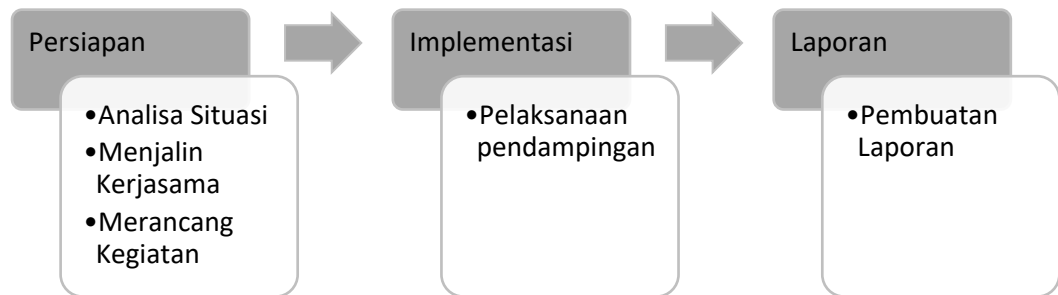 Persiapan
•Analisa Situasi
•Menjalin
Kerjasama
•Merancang
Kegiatan
Implementasi
•Pelaksanaan
pendampingan
Laporan
•Pembuatan
Laporan